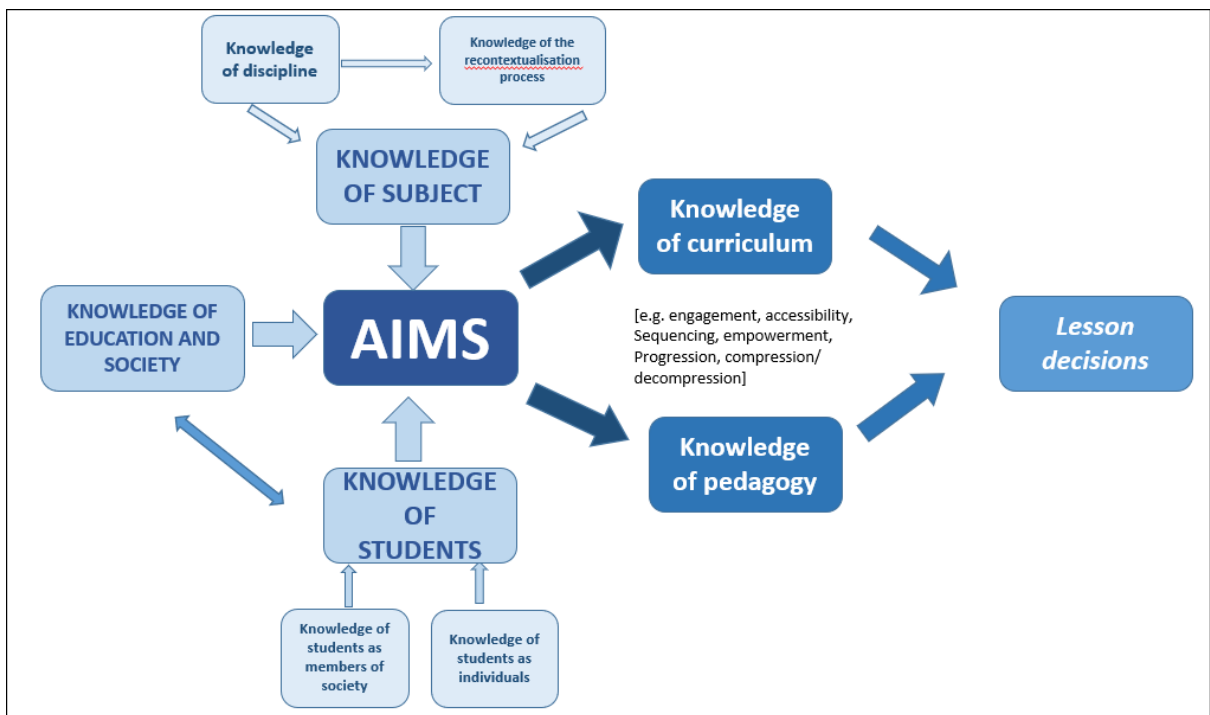 Knowledge
of discipline
Knowledge of the
recontextualisation
process
KNOWLEDGE
OF SUBJECT
Knowledge
of curriculum
KNOWLEDGE OF
EDUCATION AND
SOCIETY
AIMS
[e.g. engagement, accessibility,
Sequencing, empowerment,
Progression, compression/
decompression]
Lesson
decisions
Knowledge
of pedagogy
KNOWLEDGE
OF
STUDENTS
Knowledge of
students as
members of
society
Knowledge of
students as
individuals